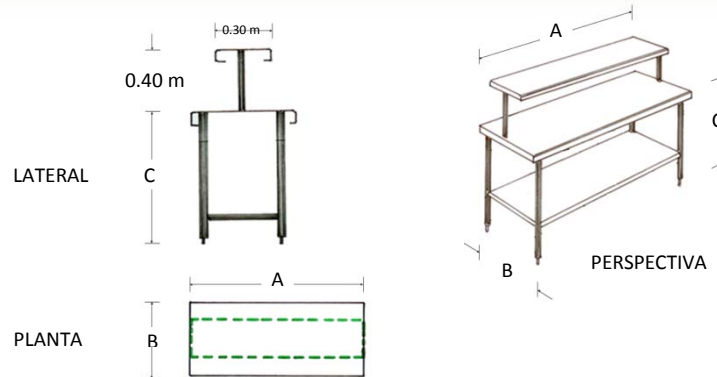 0.30 m
0.40 m
LATERAL
C
A
C
B
PERSPECTIVA
A
PLANTA
B